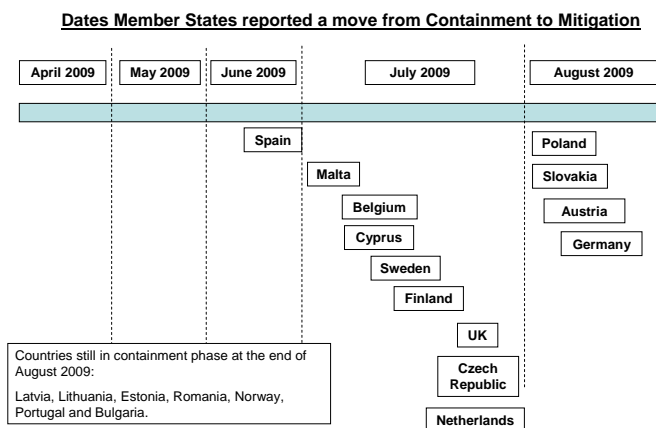 Dates Member States reported a move from Containment to Mitigation
April 2009
May 2009
June 2009
July 2009
August 2009
Spain
Poland
Malta
Slovakia
Belgium
Austria
Cyprus
Germany
Sweden
Finland
UK
Czech
Republic
Netherlands
Countries still in containment phase at the end of
August 2009:
Latvia, Lithuania, Estonia, Romania, Norway,
Portugal and Bulgaria.